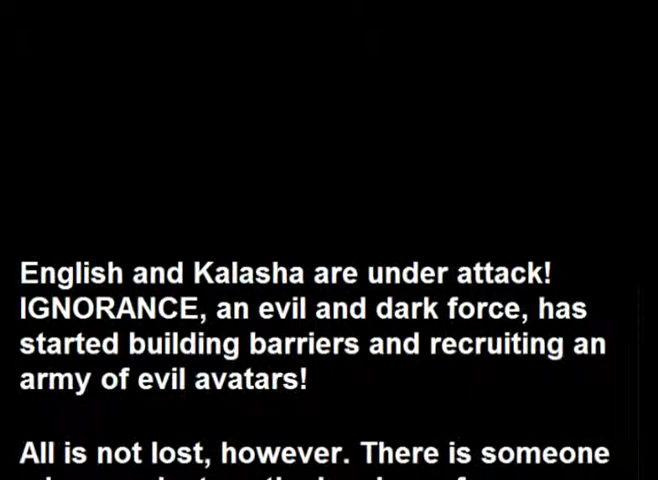 English and Kalasha are under attack!
IGNORANCE, an evil and dark force, has
started building barriers and recruiting an
army of evil avatars!
All is not lost, however. There is someone